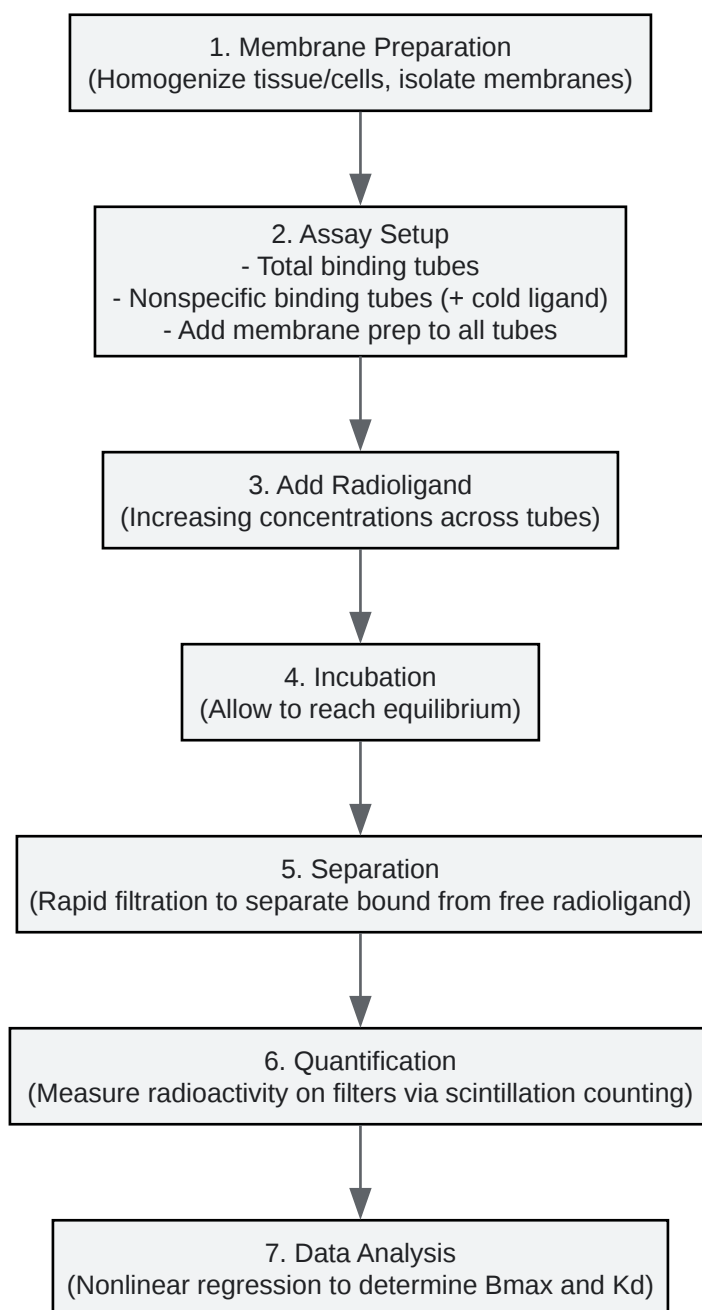 1. Membrane Preparation
(Homogenize tissue/cells, isolate membranes)
2. Assay Setup
- Total binding tubes
- Nonspecific binding tubes (+ cold ligand)
- Add membrane prep to all tubes
3. Add Radioligand
(Increasing concentrations across tubes)
4. Incubation
(Allow to reach equilibrium)
5. Separation
(Rapid filtration to separate bound from free radioligand)
6. Quantification
(Measure radioactivity on filters via scintillation counting)
7. Data Analysis
(Nonlinear regression to determine Bmax and Kd)